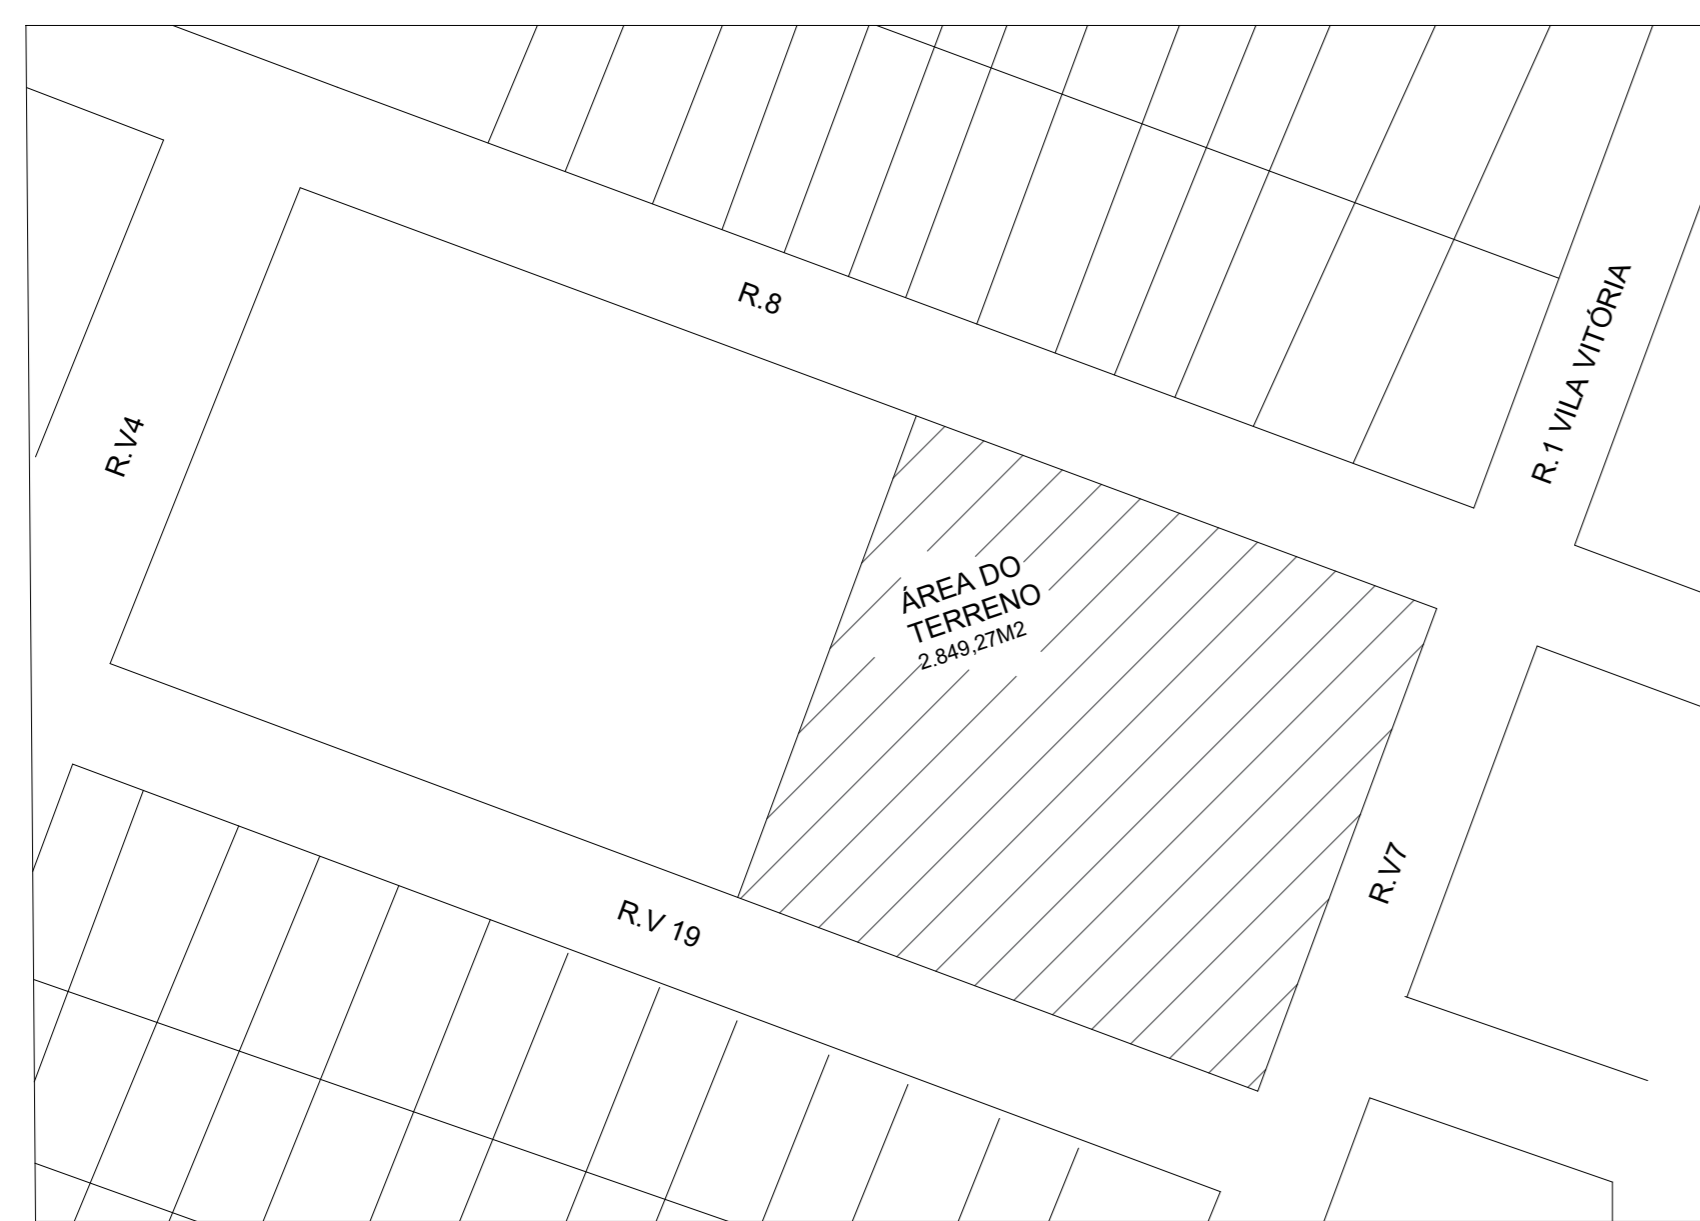 R.8
R.1 VILA VITÓRIA
R.V4
ÁREA DO
TERRENO
2.849,27M2
R.V7
R.V 19